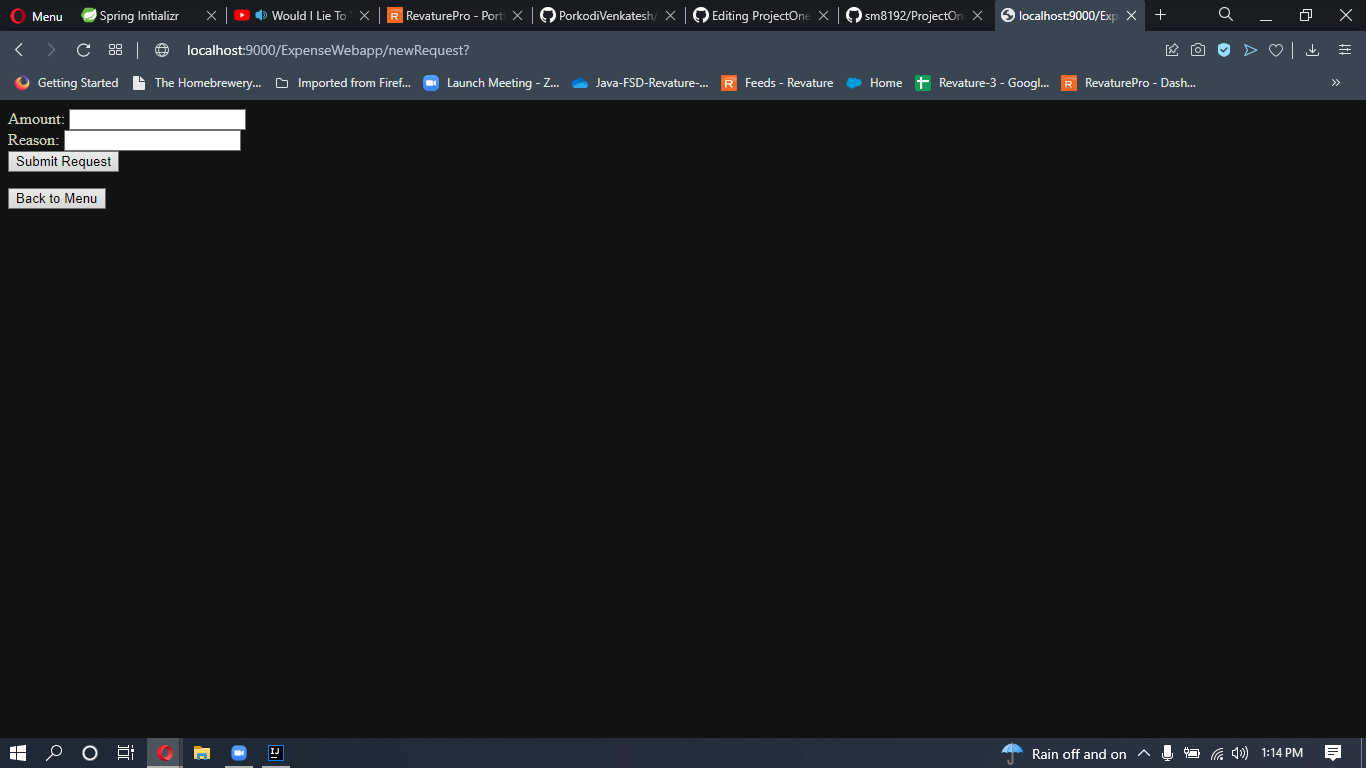 Menu
Spring Initializr
Would I Lie To
RevaturePro - Port
PorkodiVenkatesh/
Editing ProjectOne
sm8192/ProjectOn
localhost:9000/Exp
localhost:9000/ExpenseWebapp/newRequest?
Getting Started
The Homebrewery...
Imported from Firef...
Launch Meeting - Z...
Java-FSD-Revature-...
R
Feeds - Revature
Home
Revature-3 - Googl...
R
RevaturePro - Dash...
Amount:
Reason:
Submit Request
Back to Menu
IJ
Rain off and on
1:14 PM